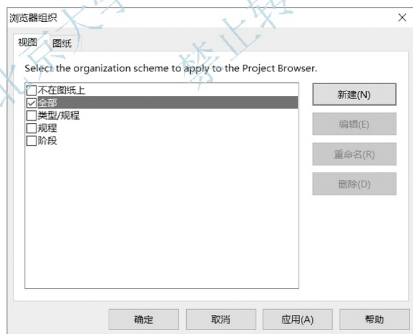 浏览器组织
视图 图纸
Select the organization scheme to apply to the Project Browser.
不在图纸上
全部
类型/规程
规程
阶段
新建(N)
编辑(E)
重命名(R)
删除(D)
确定 取消 应用(A) 帮助